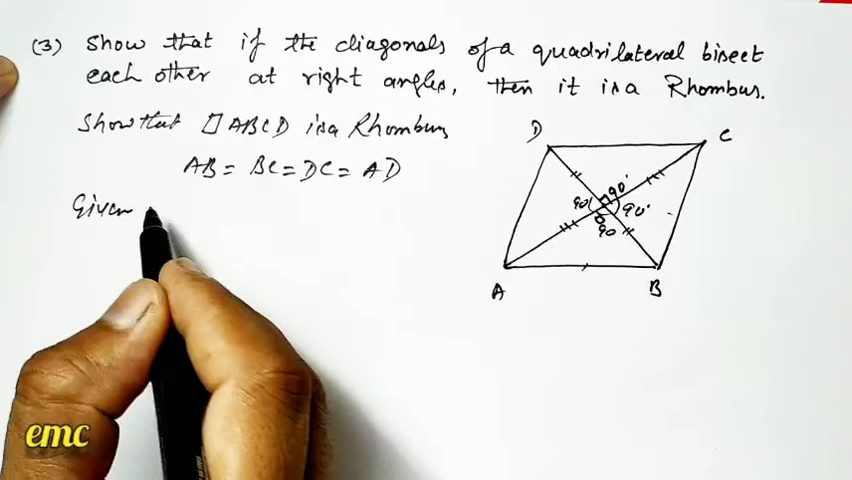 (3) Show that if the diagonals of a quadrilateral bisect
each other at right angles, then it is a Rhombus.
Show that □ ABCD is a Rhombus
AB = BC = DC = AD
Given
D
C
90°
90
90°
90
A
B
emc